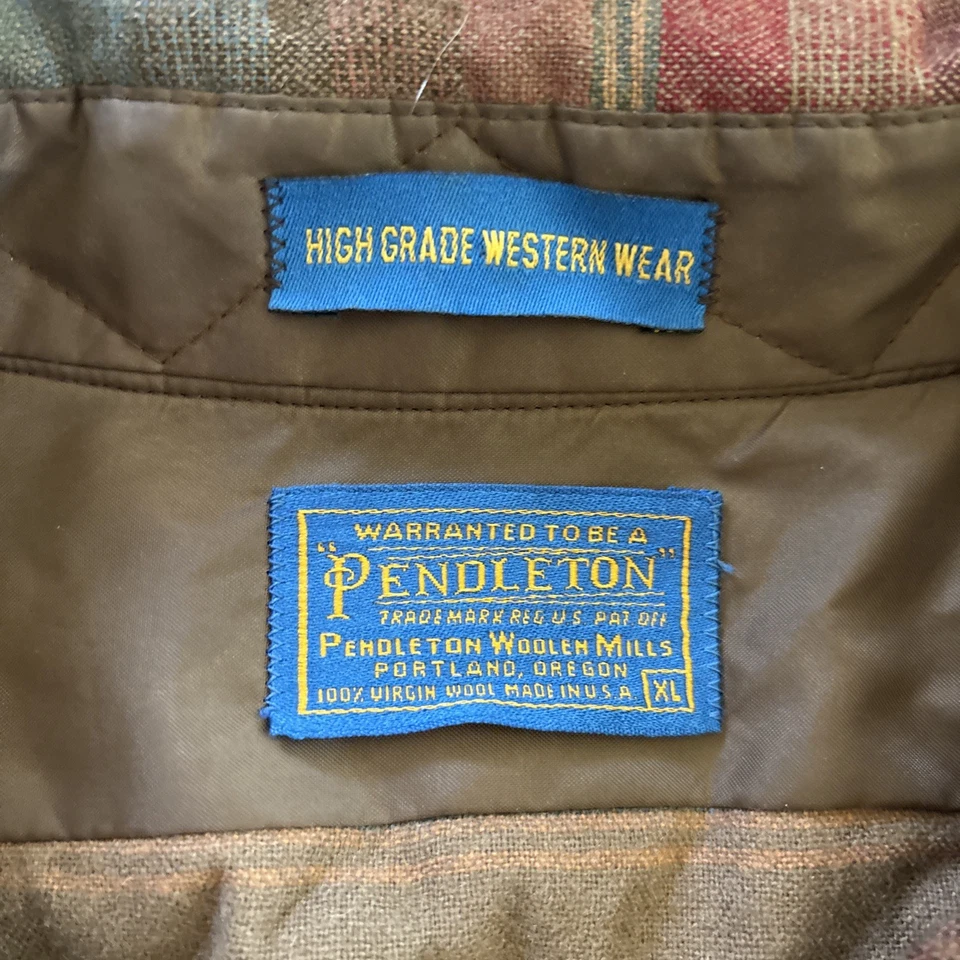 HIGH GRADE WESTERN WEAR
WARRANTED TO BE A
"PENDLETON"
TRADE MARK REG U.S. PAT. OFF
PENDLETON WOOLEN MILLS
PORTLAND, OREGON
100% VIRGIN WOOL MADE IN U.S.A. XL